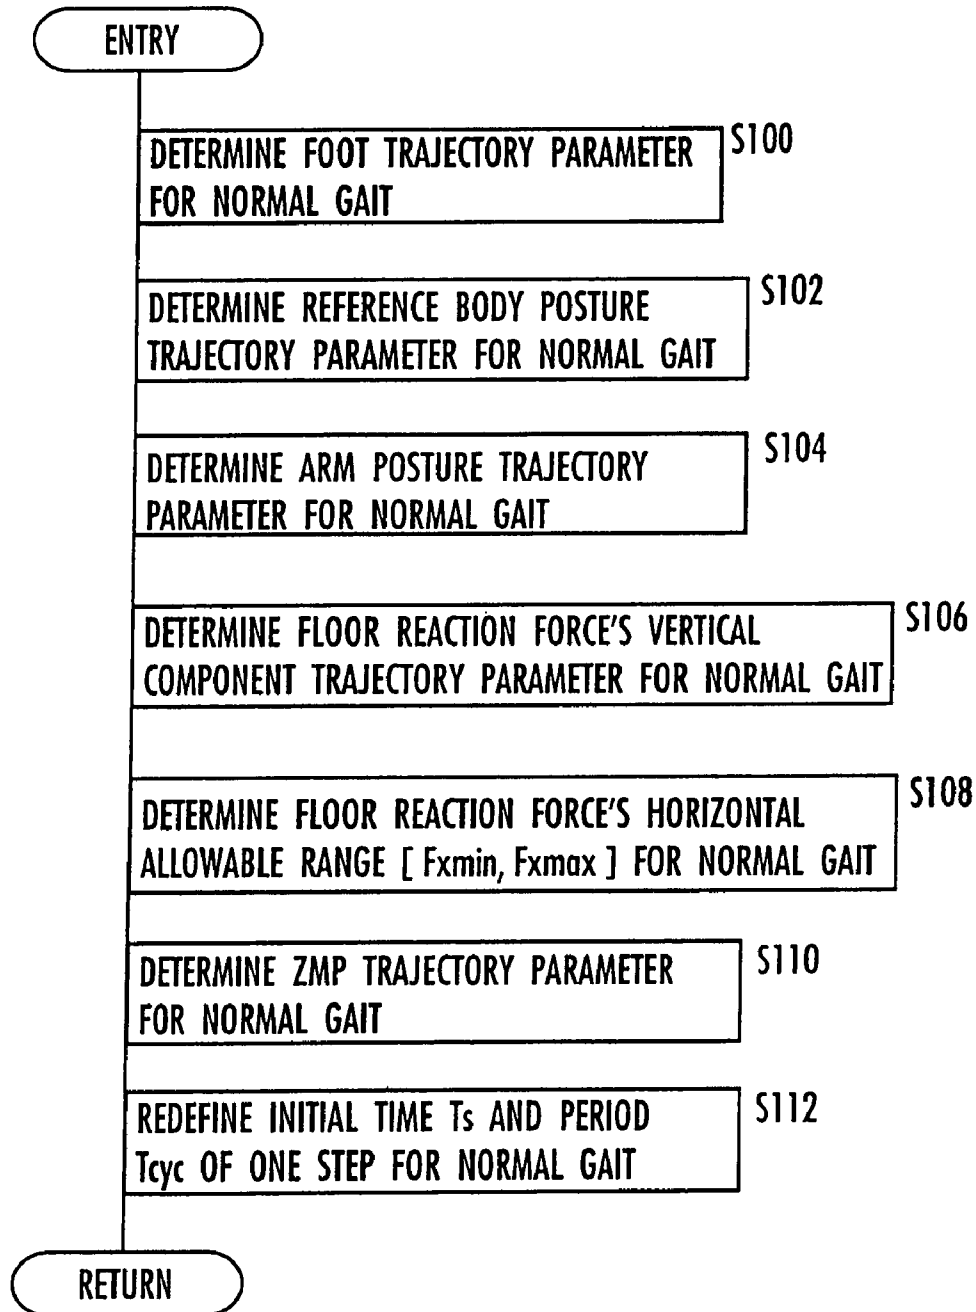 ENTRY
DETERMINE FOOT TRAJECTORY PARAMETER
FOR NORMAL GAIT
S100
DETERMINE REFERENCE BODY POSTURE
TRAJECTORY PARAMETER FOR NORMAL GAIT
S102
DETERMINE ARM POSTURE TRAJECTORY
PARAMETER FOR NORMAL GAIT
S104
DETERMINE FLOOR REACTION FORCE'S VERTICAL
COMPONENT TRAJECTORY PARAMETER FOR NORMAL GAIT
S106
DETERMINE FLOOR REACTION FORCE'S HORIZONTAL
ALLOWABLE RANGE [ Fxmin, Fxmax ] FOR NORMAL GAIT
S108
DETERMINE ZMP TRAJECTORY PARAMETER
FOR NORMAL GAIT
S110
REDEFINE INITIAL TIME Ts AND PERIOD
Tcyc OF ONE STEP FOR NORMAL GAIT
S112
RETURN